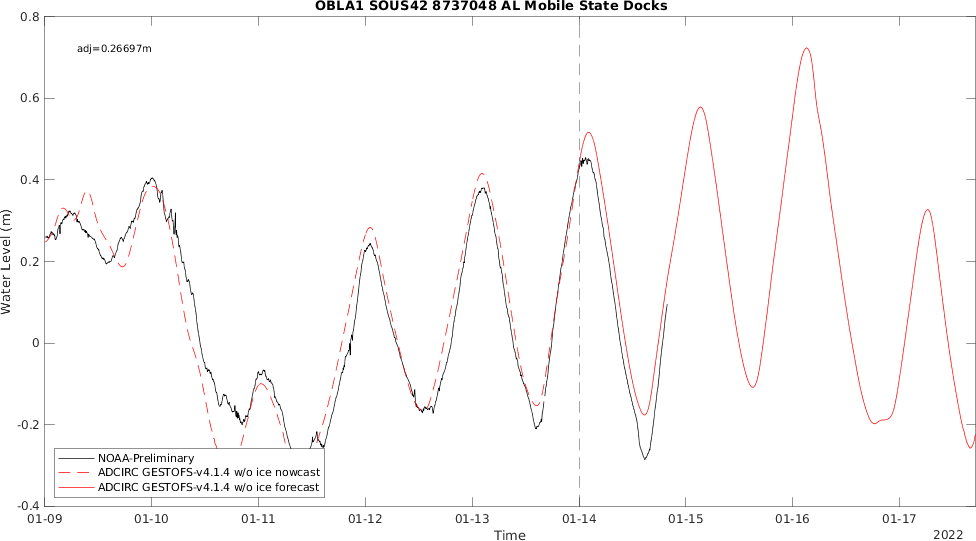 OBLA1 SOUS42 8737048 AL Mobile State Docks
adj=0.26697m
0.8
0.6
0.4
0.2
0
-0.2
-0.4
Water Level (m)
NOAA-Preliminary
ADCIRC GESTOFS-v4.1.4 w/o ice nowcast
ADCIRC GESTOFS-v4.1.4 w/o ice forecast
01-09 01-10 01-11 01-12 01-13 01-14 01-15 01-16 01-17
Time
2022